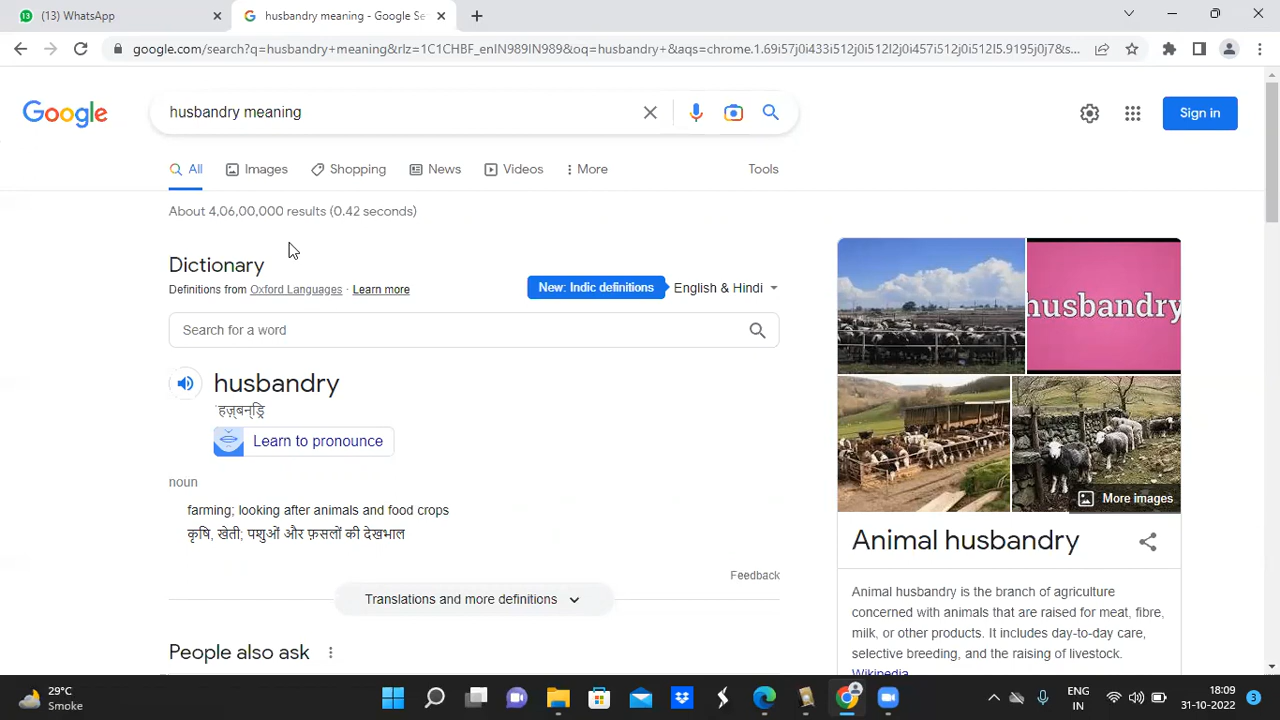 (13) WhatsApp
husbandry meaning - Google Se
google.com/search?q=husbandry+meaning&rlz=1C1CHBF_enIN989IN989&oq=husbandry+&aqs=chrome.1.69i57j0i433i512j0i512l2j0i457i512j0i512l5.9195j0j7&s...
Google
husbandry meaning
Sign in
All
Images
Shopping
News
Videos
More
Tools
About 4,06,00,000 results (0.42 seconds)
Dictionary
Definitions from Oxford Languages · Learn more
New: Indic definitions
English & Hindi
Search for a word
husbandry
हज़्बन्ड्रि
Learn to pronounce
noun
farming; looking after animals and food crops
कृषि, खेती; पशुओं और फ़सलों की देखभाल
Feedback
Translations and more definitions
People also ask
husbandry
More images
Animal husbandry
Animal husbandry is the branch of agriculture
concerned with animals that are raised for meat, fibre,
milk, or other products. It includes day-to-day care,
selective breeding, and the raising of livestock.
Wikipedia
29°C
Smoke
ENG
IN
18:09
31-10-2022
3